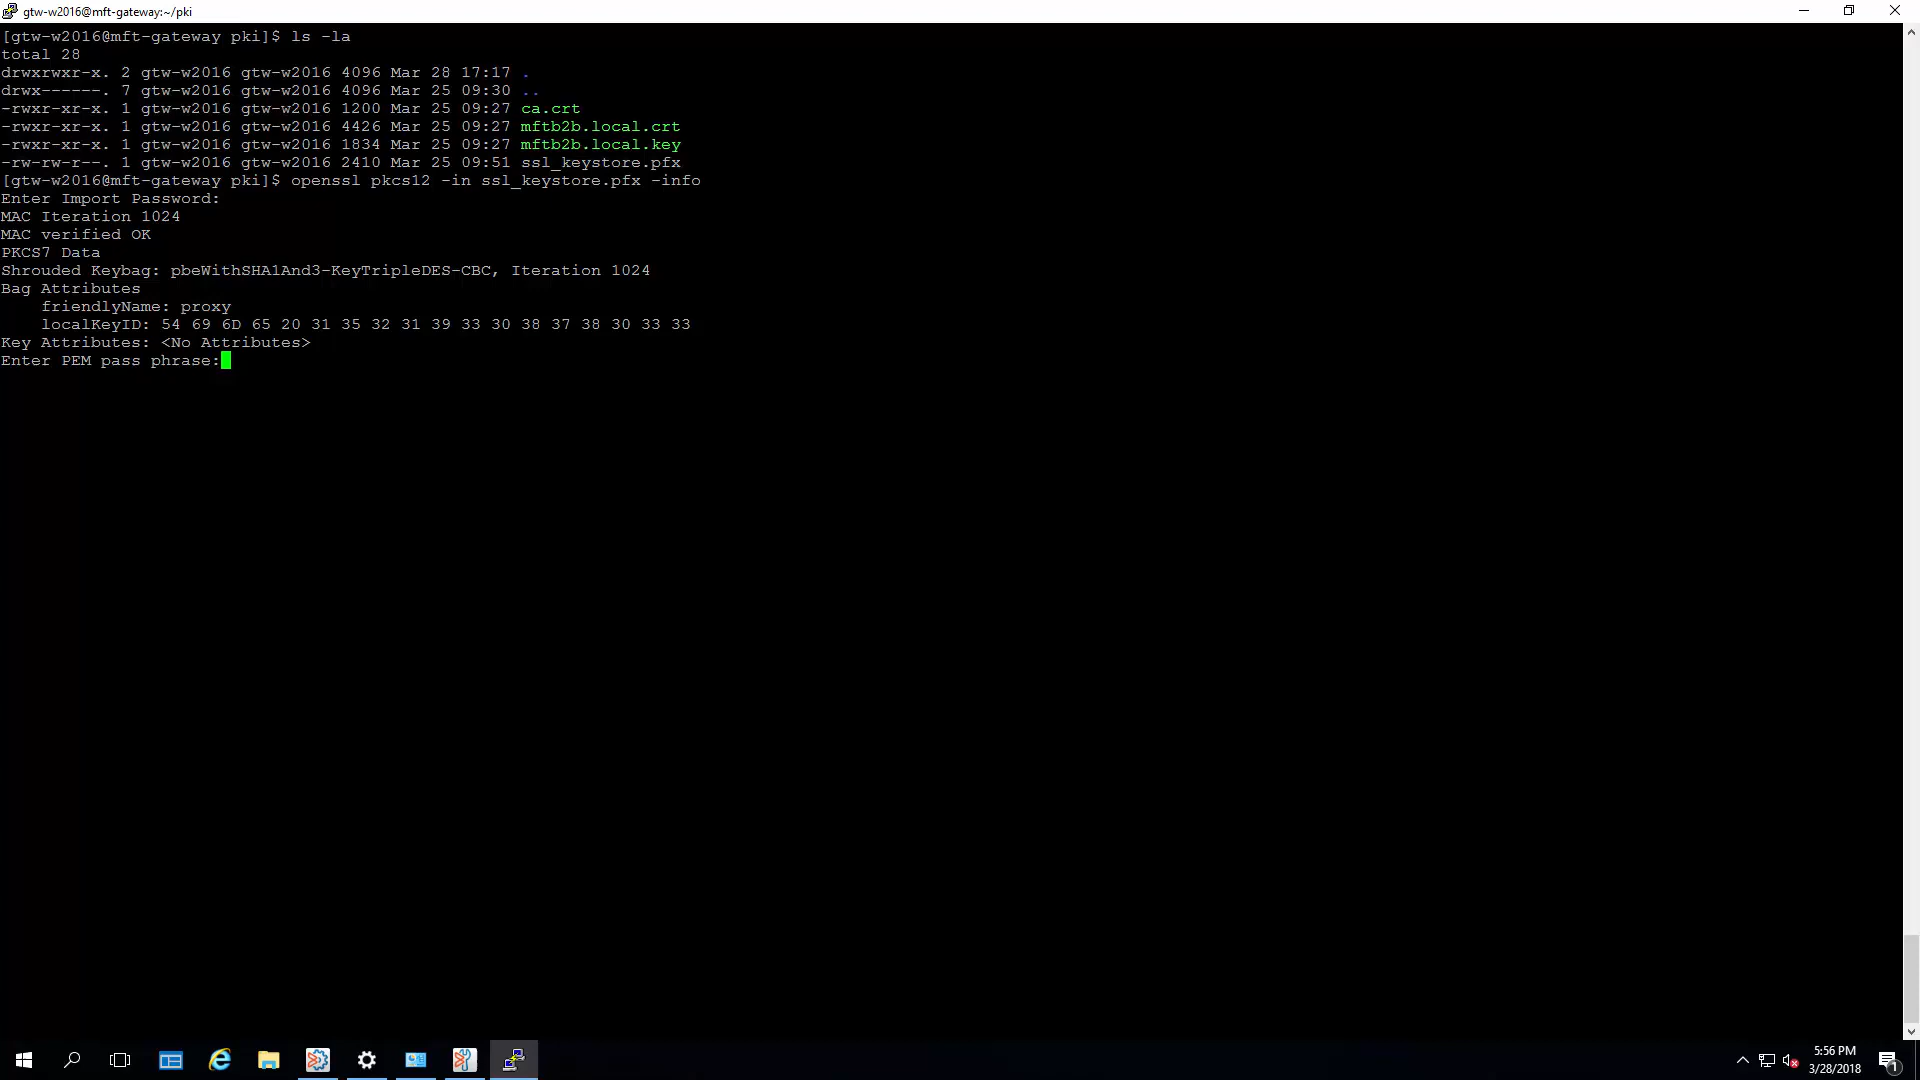 gtw-w2016@mft-gateway:~/pki
[gtw-w2016@mft-gateway pki]$ ls -la
total 28
drwxrwxr-x. 2 gtw-w2016 gtw-w2016 4096 Mar 28 17:17 .
drwx------. 7 gtw-w2016 gtw-w2016 4096 Mar 25 09:30 ..
-rwxr-xr-x. 1 gtw-w2016 gtw-w2016 1200 Mar 25 09:27 ca.crt
-rwxr-xr-x. 1 gtw-w2016 gtw-w2016 4426 Mar 25 09:27 mftb2b.local.crt
-rwxr-xr-x. 1 gtw-w2016 gtw-w2016 1834 Mar 25 09:27 mftb2b.local.key
-rw-rw-r--. 1 gtw-w2016 gtw-w2016 2410 Mar 25 09:51 ssl_keystore.pfx
[gtw-w2016@mft-gateway pki]$ openssl pkcs12 -in ssl_keystore.pfx -info
Enter Import Password:
MAC Iteration 1024
MAC verified OK
PKCS7 Data
Shrouded Keybag: pbeWithSHA1And3-KeyTripleDES-CBC, Iteration 1024
Bag Attributes
    friendlyName: proxy
    localKeyID: 54 69 6D 65 20 31 35 32 31 39 33 30 38 37 38 30 33 33
Key Attributes: <No Attributes>
Enter PEM pass phrase:
5:56 PM
3/28/2018
1